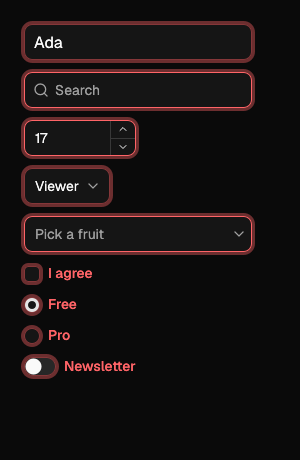 Ada
Search
17
Viewer
Pick a fruit
I agree
Free
Pro
Newsletter